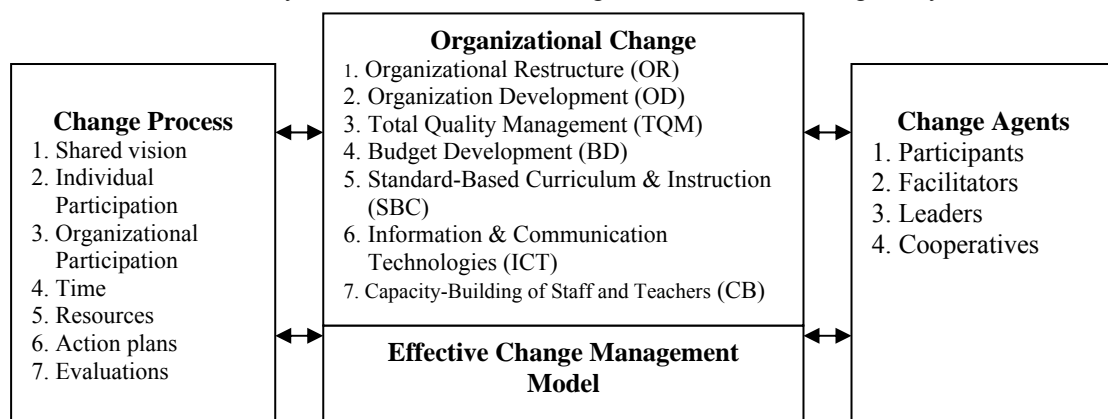 Change Process
1. Shared vision
2. Individual
Participation
3. Organizational
Participation
4. Time
5. Resources
6. Action plans
7. Evaluations
Organizational Change
1. Organizational Restructure (OR)
2. Organization Development (OD)
3. Total Quality Management (TQM)
4. Budget Development (BD)
5. Standard-Based Curriculum & Instruction
(SBC)
6. Information & Communication
Technologies (ICT)
7. Capacity-Building of Staff and Teachers (CB)
Effective Change Management
Model
Change Agents
1. Participants
2. Facilitators
3. Leaders
4. Cooperatives